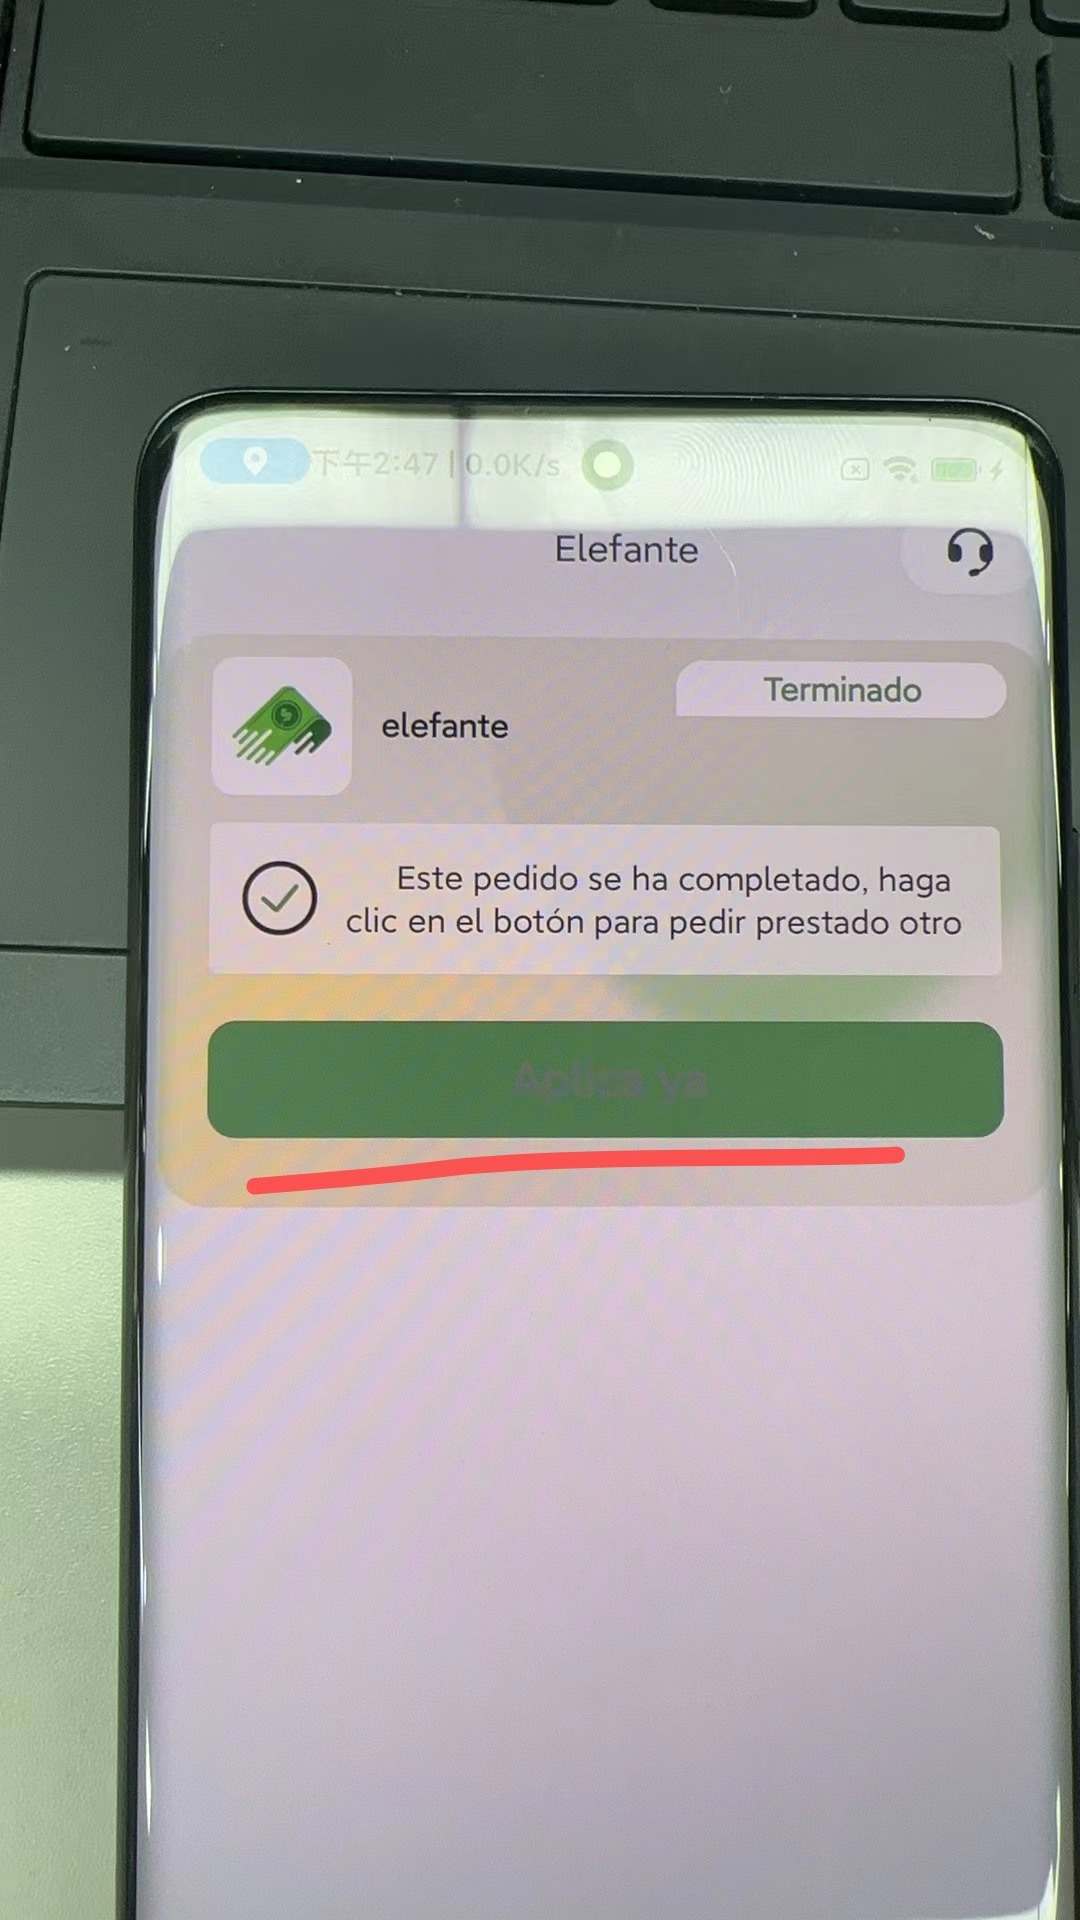 下午2:47 | 0.0K/s
Elefante
elefante
Terminado
Este pedido se ha completado, haga
clic en el botón para pedir prestado otro
Aplica ya